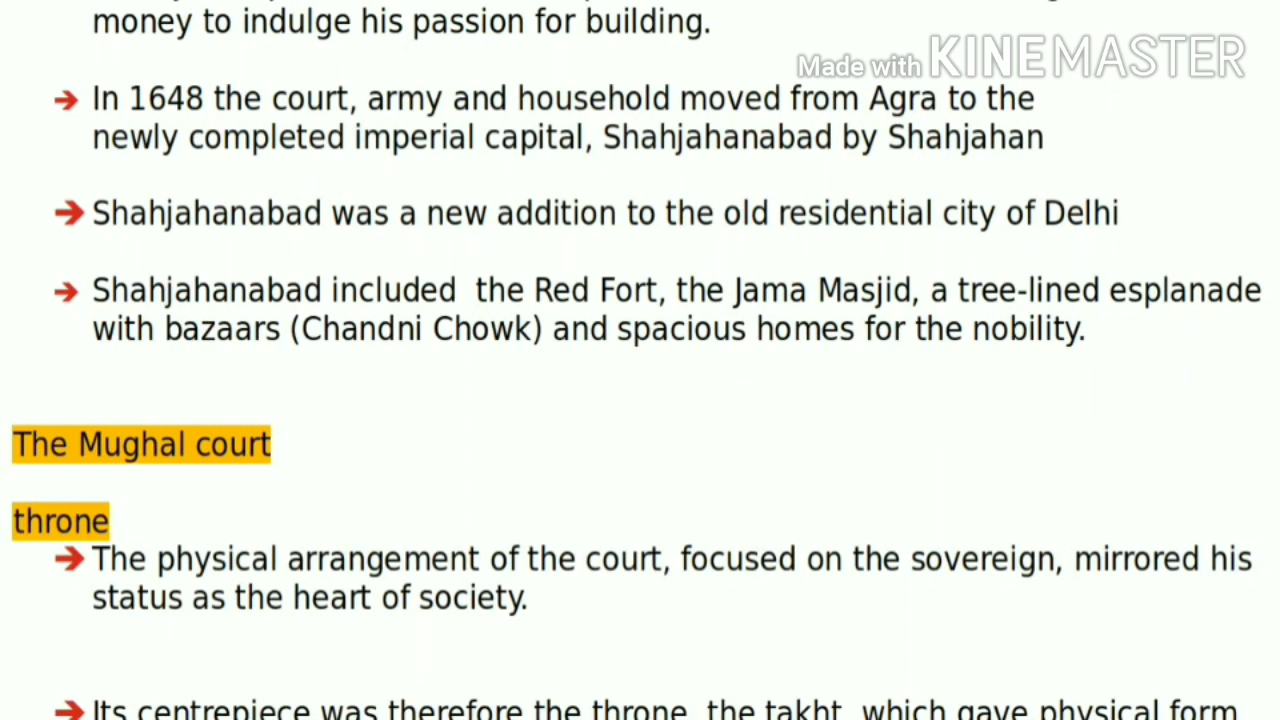 money to indulge his passion for building.
Made with KINEMASTER
➔ In 1648 the court, army and household moved from Agra to the
newly completed imperial capital, Shahjahanabad by Shahjahan
➔ Shahjahanabad was a new addition to the old residential city of Delhi
➔ Shahjahanabad included  the Red Fort, the Jama Masjid, a tree-lined esplanade
with bazaars (Chandni Chowk) and spacious homes for the nobility.
The Mughal court
throne
➔ The physical arrangement of the court, focused on the sovereign, mirrored his
status as the heart of society.
➔ Its centrepiece was therefore the throne, the takht, which gave physical form